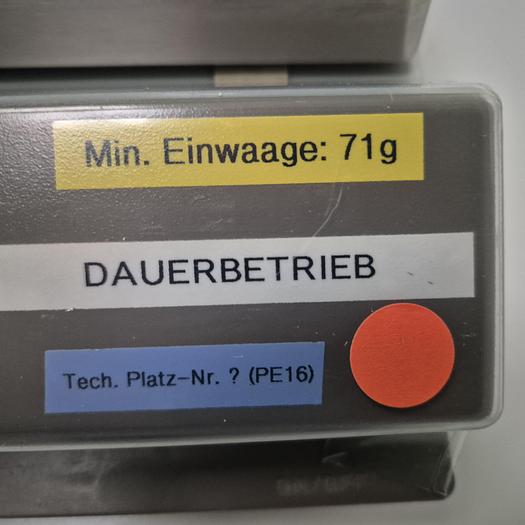 Min. Einwaage: 71g
DAUERBETRIEB
Tech. Platz-Nr. ? (PE16)